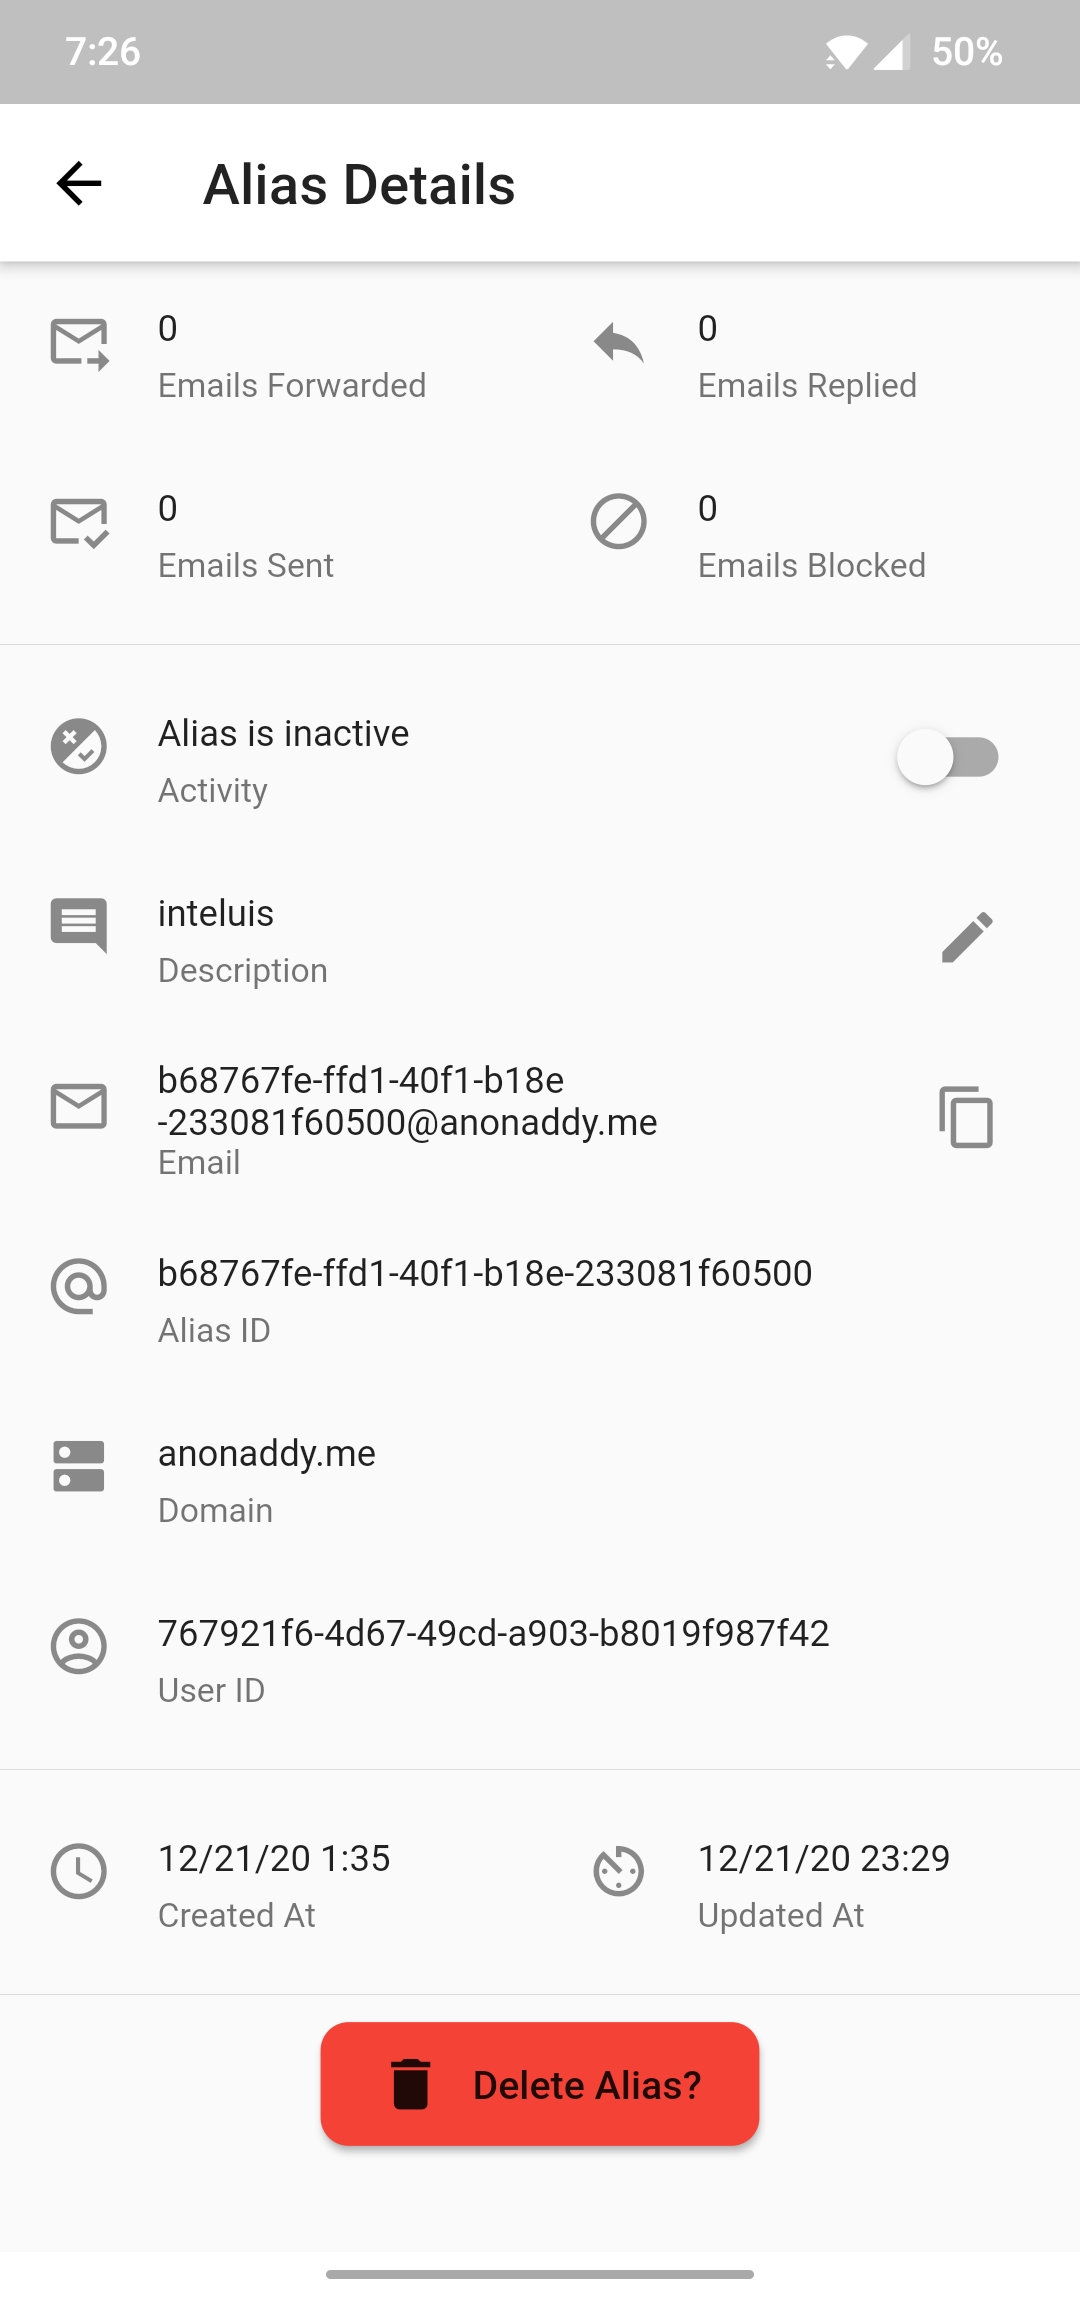 7:26
50%
Alias Details
0
Emails Forwarded
0
Emails Replied
0
Emails Sent
0
Emails Blocked
Alias is inactive
Activity
inteluis
Description
b68767fe-ffd1-40f1-b18e
-233081f60500@anonaddy.me
Email
b68767fe-ffd1-40f1-b18e-233081f60500
Alias ID
anonaddy.me
Domain
767921f6-4d67-49cd-a903-b8019f987f42
User ID
12/21/20 1:35
Created At
12/21/20 23:29
Updated At
Delete Alias?